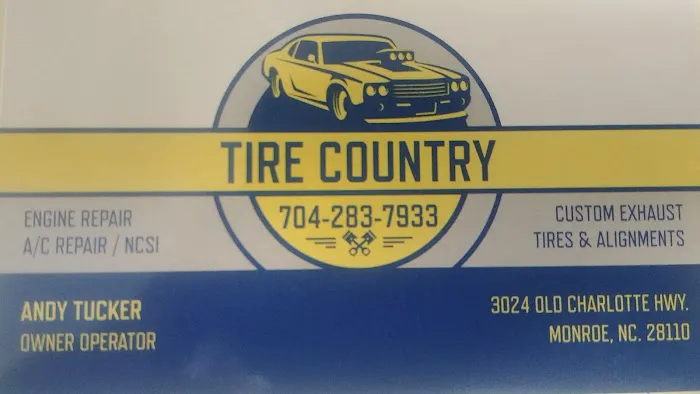 TIRE COUNTRY
704-283-7933
ENGINE REPAIR
A/C REPAIR / NCSI
CUSTOM EXHAUST
TIRES & ALIGNMENTS
ANDY TUCKER
OWNER OPERATOR
3024 OLD CHARLOTTE HWY.
MONROE, NC. 28110